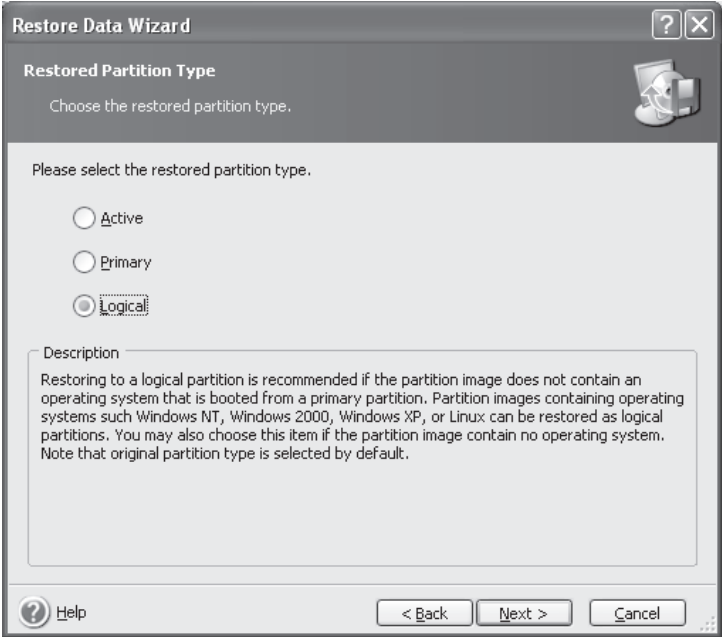 Restore Data Wizard
Restored Partition Type
Choose the restored partition type.
Please select the restored partition type.
Active
Primary
Logical
Description
Restoring to a logical partition is recommended if the partition image does not contain an
operating system that is booted from a primary partition. Partition images containing operating
systems such Windows NT, Windows 2000, Windows XP, or Linux can be restored as logical
partitions. You may also choose this item if the partition image contain no operating system.
Note that original partition type is selected by default.
Help
< Back
Next >
Cancel